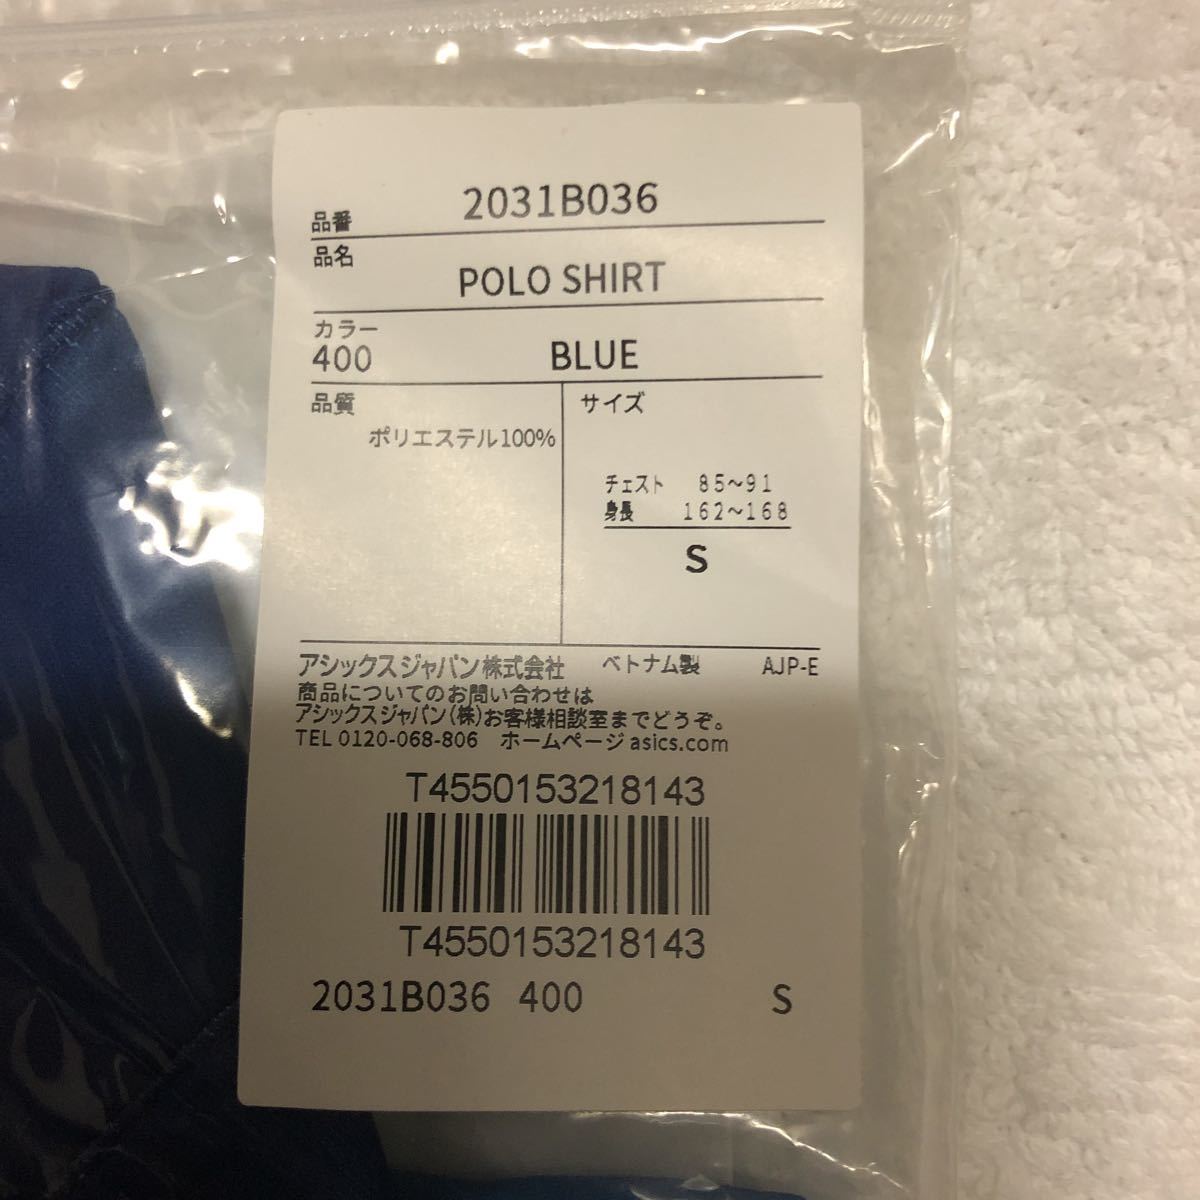 品番 2031B036
品名
POLO SHIRT
カラー
400 BLUE
品質 サイズ
ポリエステル100%
チェスト 85～91
身長 162～168
S
アシックスジャパン株式会社 ベトナム製 AJP-E
商品についてのお問い合わせは
アシックスジャパン(株)お客様相談室までどうぞ。
TEL 0120-068-806 ホームページ asics.com
T4550153218143
T4550153218143
2031B036 400 S